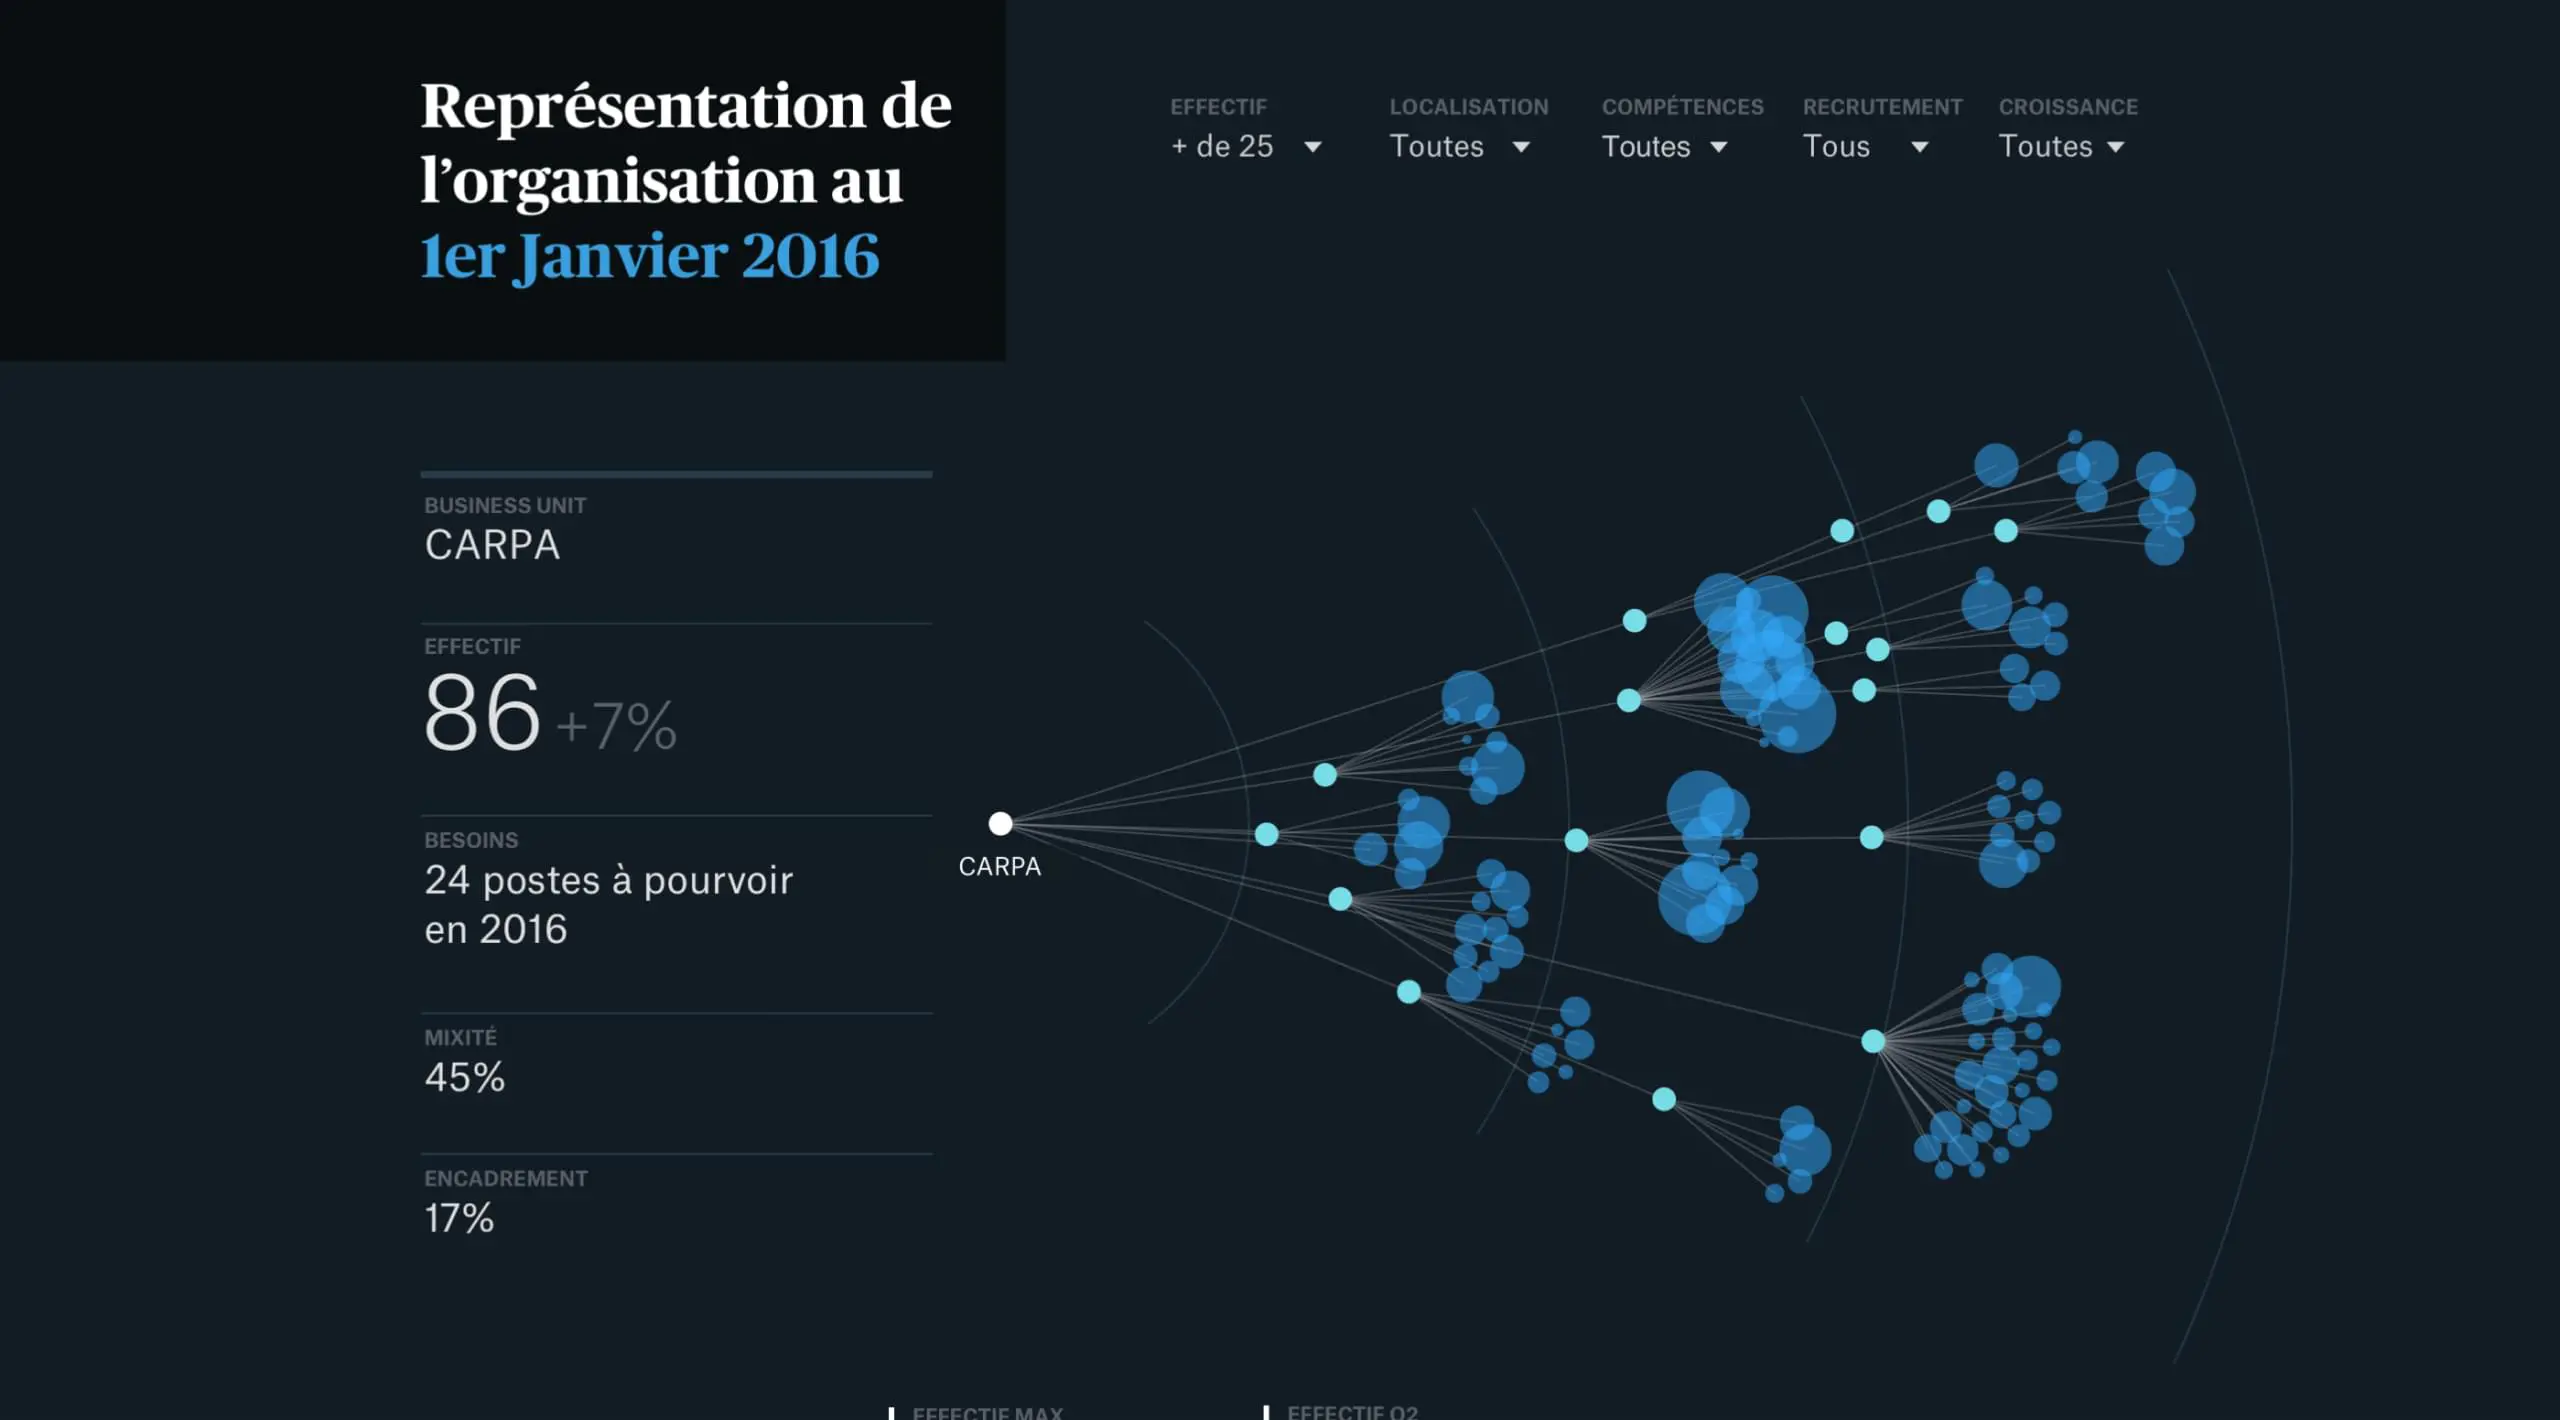 Représentation de
l’organisation au
1er Janvier 2016
EFFECTIF
+ de 25
LOCALISATION
Toutes
COMPÉTENCES
Toutes
RECRUTEMENT
Tous
CROISSANCE
Toutes
BUSINESS UNIT
CARPA
EFFECTIF
86 +7%
BESOINS
24 postes à pourvoir
en 2016
MIXITÉ
45%
ENCADREMENT
17%
CARPA
EFFECTIF MAX
EFFECTIF